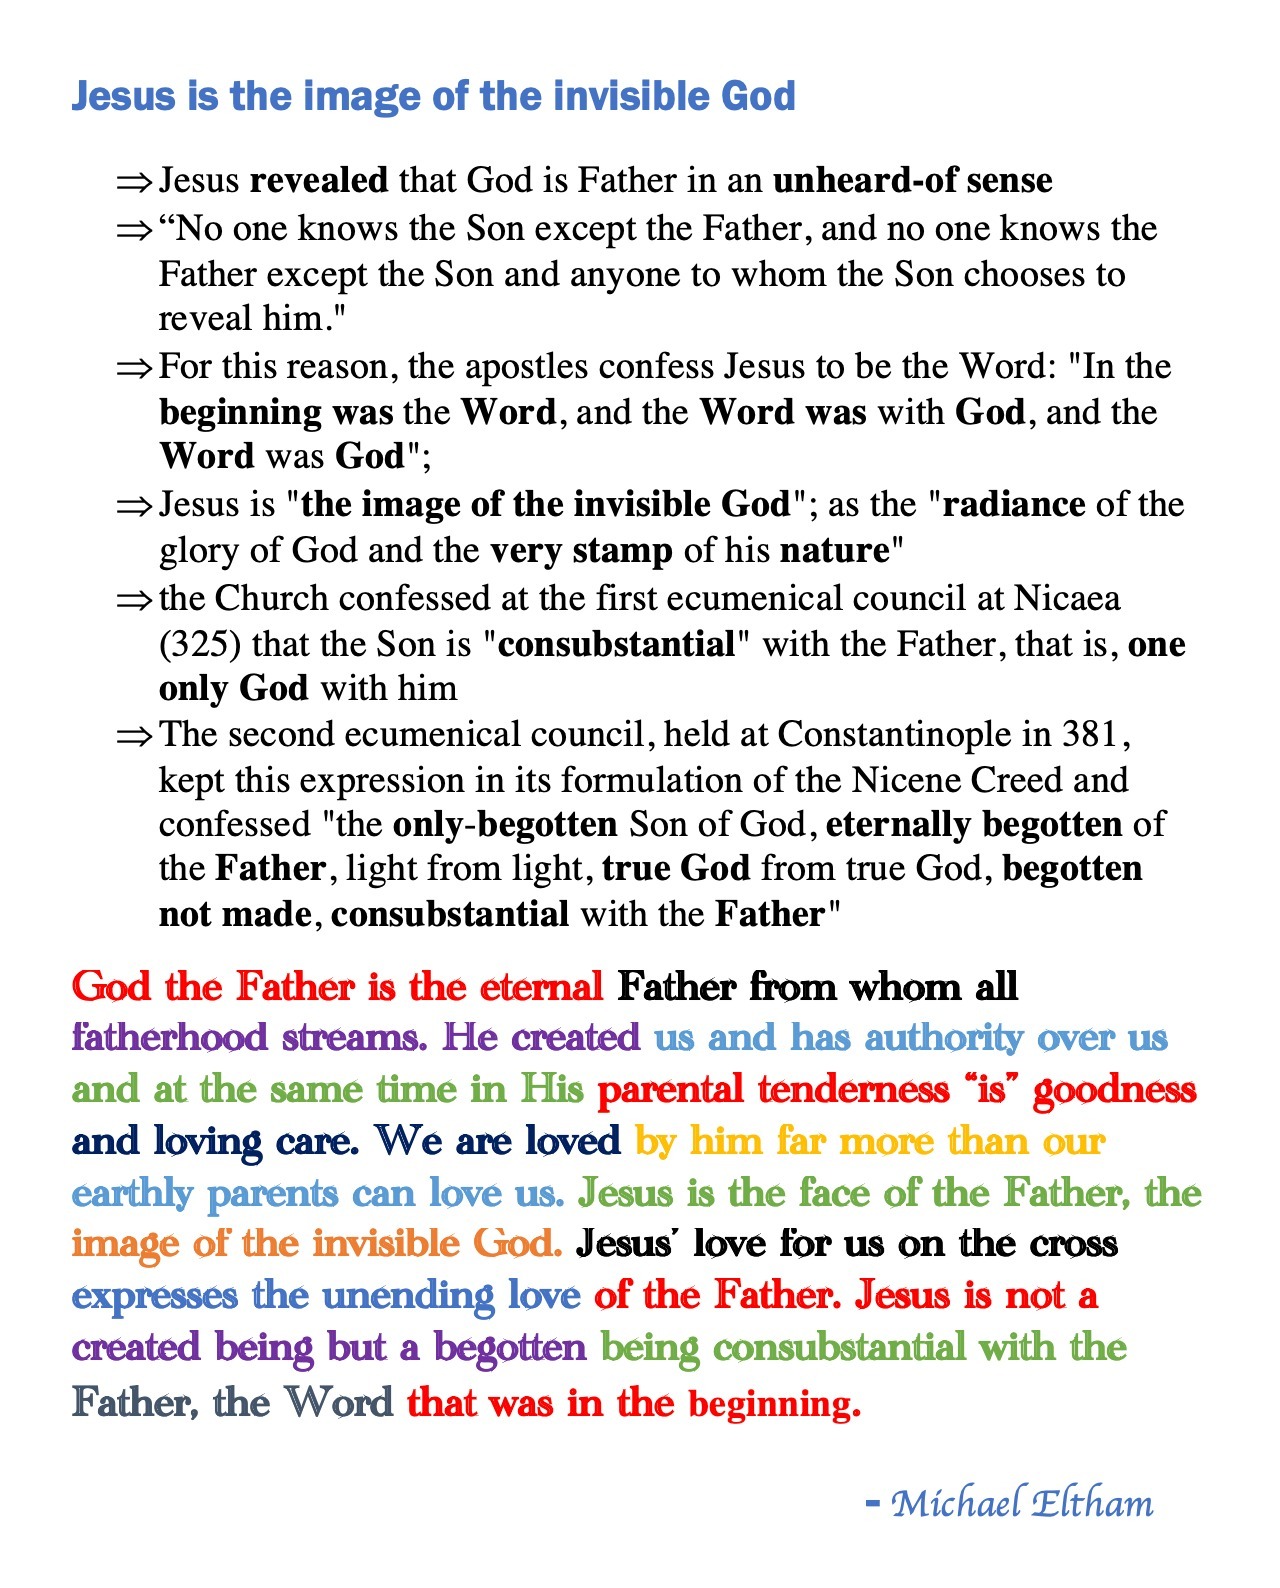 Jesus is the image of the invisible God
⇒Jesus revealed that God is Father in an unheard-of sense
⇒“No one knows the Son except the Father, and no one knows the
Father except the Son and anyone to whom the Son chooses to
reveal him."
⇒For this reason, the apostles confess Jesus to be the Word: "In the
beginning was the Word, and the Word was with God, and the
Word was God";
⇒Jesus is "the image of the invisible God"; as the "radiance of the
glory of God and the very stamp of his nature"
⇒the Church confessed at the first ecumenical council at Nicaea
(325) that the Son is "consubstantial" with the Father, that is, one
only God with him
⇒The second ecumenical council, held at Constantinople in 381,
kept this expression in its formulation of the Nicene Creed and
confessed "the only-begotten Son of God, eternally begotten of
the Father, light from light, true God from true God, begotten
not made, consubstantial with the Father"
God the Father is the eternal Father from whom all
fatherhood streams. He created us and has authority over us
and at the same time in His parental tenderness “is” goodness
and loving care. We are loved by him far more than our
earthly parents can love us. Jesus is the face of the Father, the
image of the invisible God. Jesus’ love for us on the cross
expresses the unending love of the Father. Jesus is not a
created being but a begotten being consubstantial with the
Father, the Word that was in the beginning.
- Michael Eltham